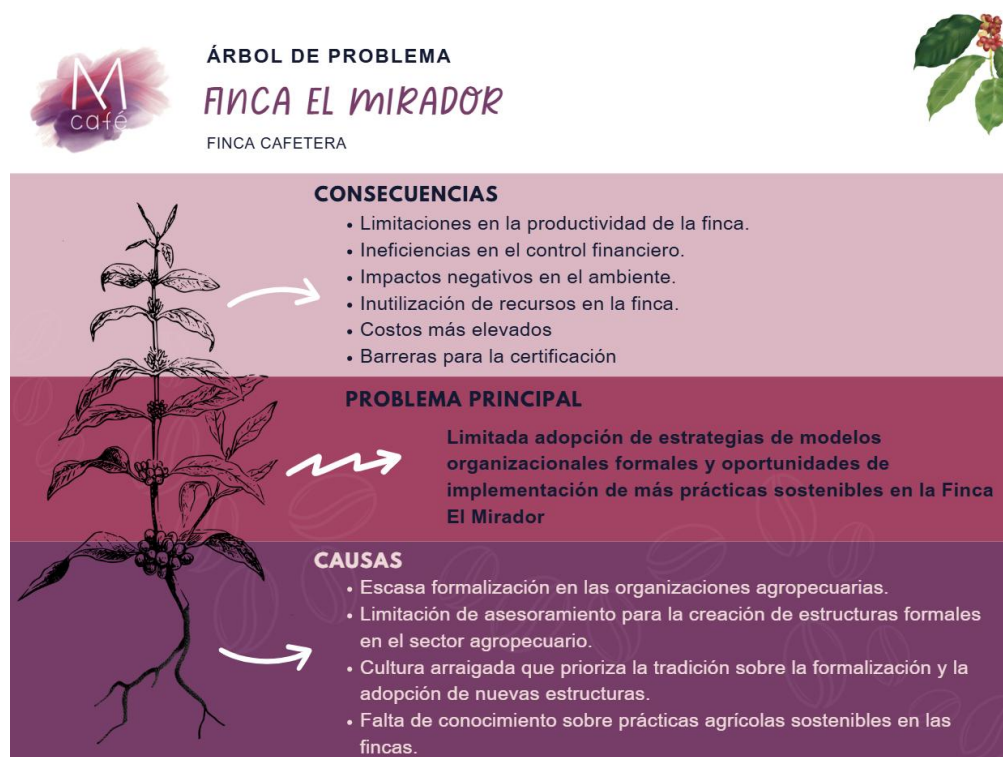 M
café
ÁRBOL DE PROBLEMA
FINCA EL MIRADOR
FINCA CAFETERA
CONSECUENCIAS
• Limitaciones en la productividad de la finca.
• Ineficiencias en el control financiero.
• Impactos negativos en el ambiente.
• Inutilización de recursos en la finca.
• Costos más elevados
• Barreras para la certificación
PROBLEMA PRINCIPAL
Limitada adopción de estrategias de modelos
organizacionales formales y oportunidades de
implementación de más prácticas sostenibles en la Finca
El Mirador
CAUSAS
• Escasa formalización en las organizaciones agropecuarias.
• Limitación de asesoramiento para la creación de estructuras formales
en el sector agropecuario.
• Cultura arraigada que prioriza la tradición sobre la formalización y la
adopción de nuevas estructuras.
• Falta de conocimiento sobre prácticas agrícolas sostenibles en las
fincas.